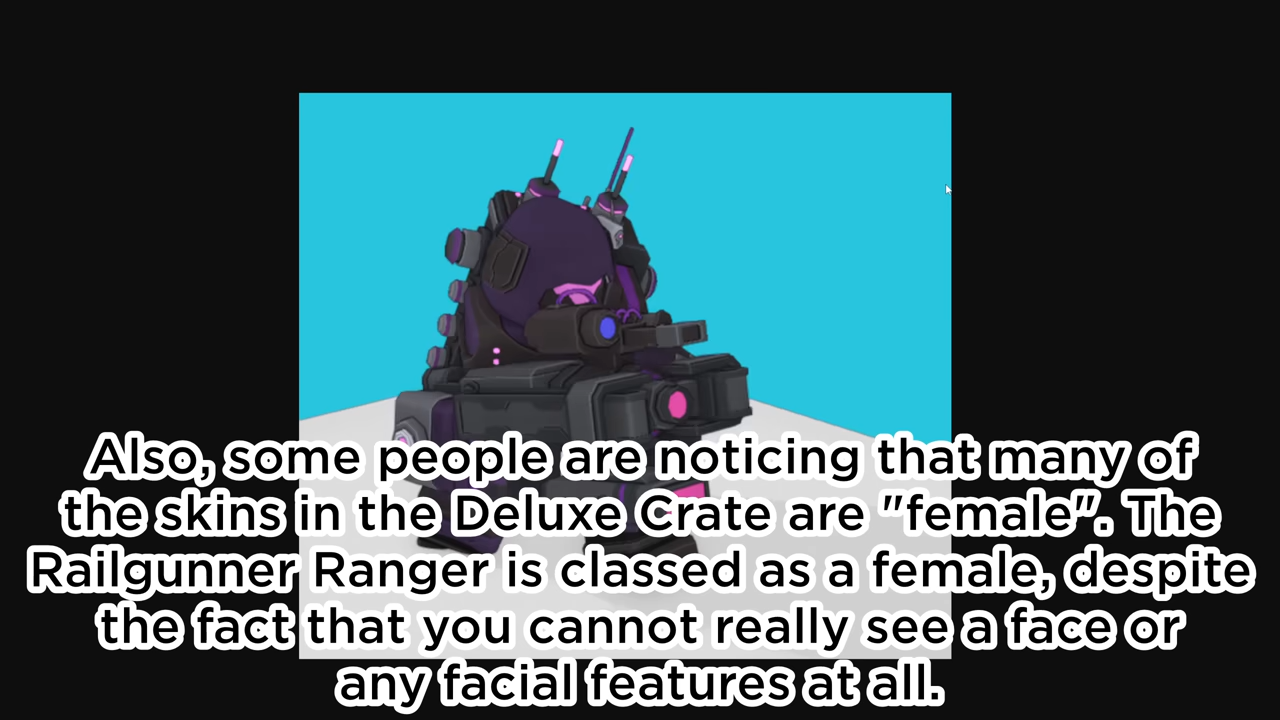 Also, some people are noticing that many of
the skins in the Deluxe Crate are "female". The
Railgunner Ranger is classed as a female, despite
the fact that you cannot really see a face or
any facial features at all.